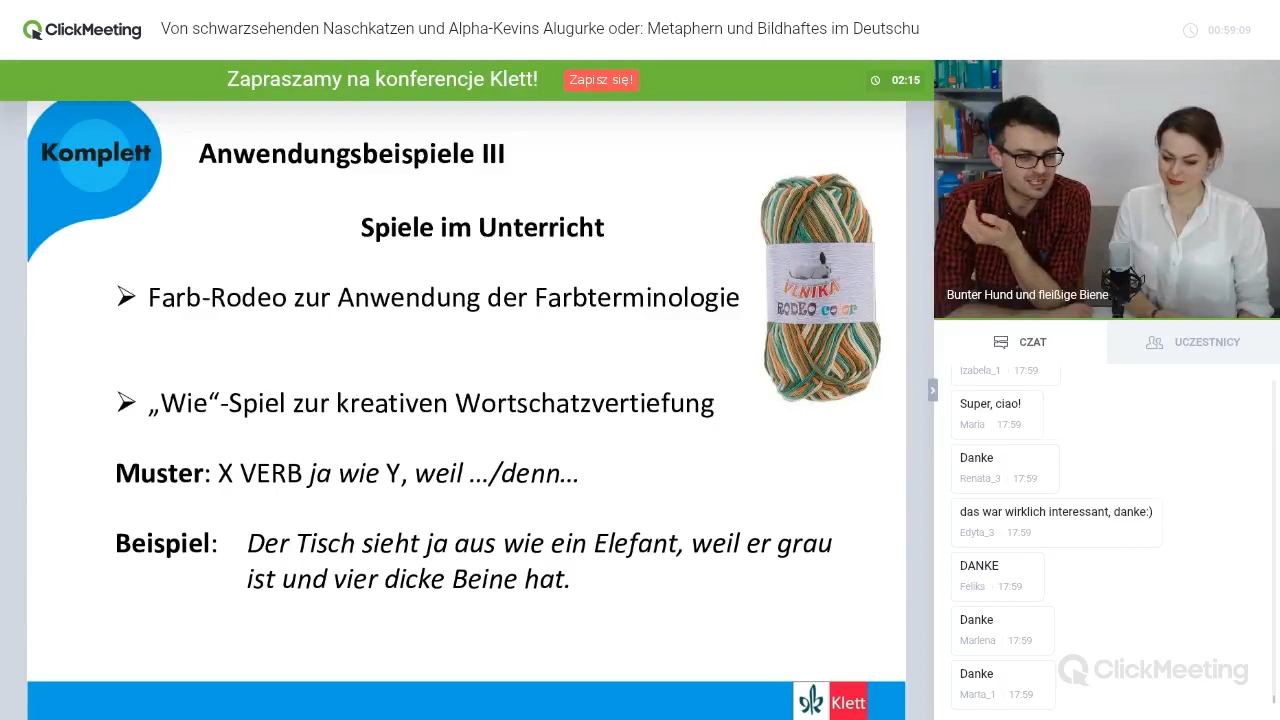 ClickMeeting
Von schwarzsehenden Naschkatzen und Alpha-Kevins Alugurke oder: Metaphern und Bildhaftes im Deutschu
00:59:09
Zapraszamy na konferencje Klett!
Zapisz się!
02:15
Komplett
Anwendungsbeispiele III
Spiele im Unterricht
Farb-Rodeo zur Anwendung der Farbterminologie
VLNIKA
RODEO color
„Wie“-Spiel zur kreativen Wortschatzvertiefung
Muster: X VERB ja wie Y, weil .../denn...
Beispiel: Der Tisch sieht ja aus wie ein Elefant, weil er grau
ist und vier dicke Beine hat.
Klett
Bunter Hund und fleißige Biene
CZAT
UCZESTNICY
Izabela_1 17:59
Super, ciao!
Maria 17:59
Danke
Renata_3 17:59
das war wirklich interessant, danke:)
Edyta_3 17:59
DANKE
Feliks 17:59
Danke
Marlena 17:59
Danke
Marta_1 17:59
ClickMeeting